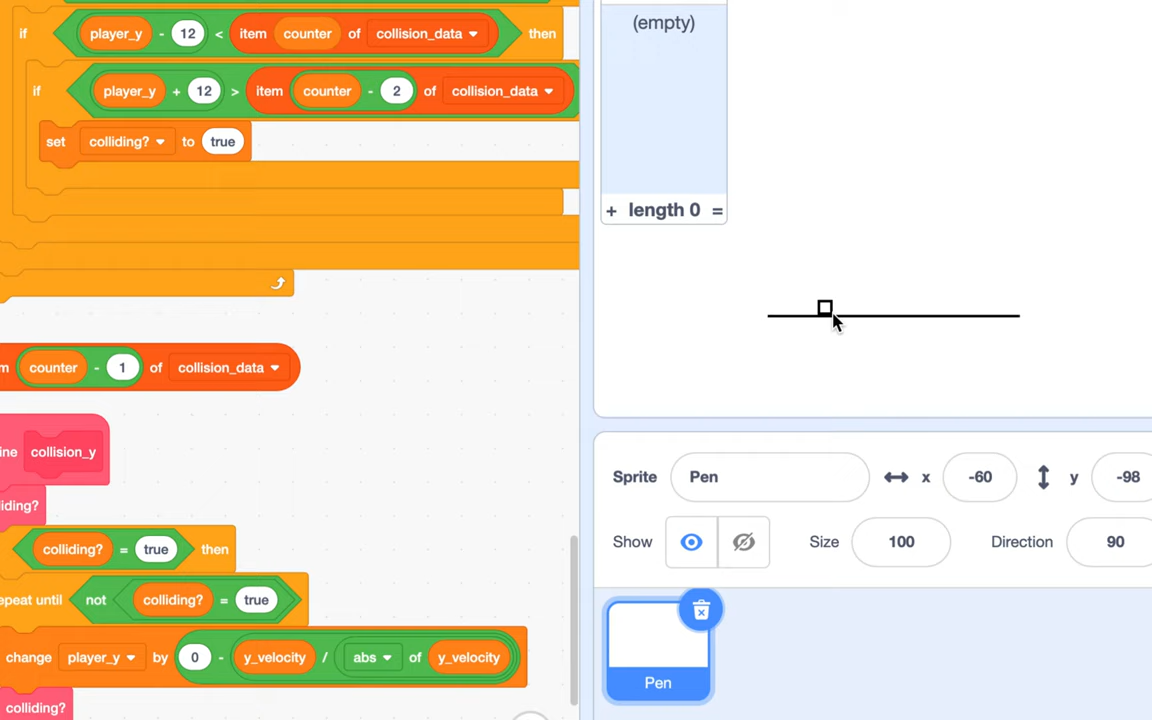 if player_y - 12 < item counter of collision_data then
if player_y + 12 > item counter - 2 of collision_data
set colliding? to true
counter - 1 of collision_data
collision_y
colliding? = true then
not colliding? = true
change player_y by 0 - y_velocity / abs of y_velocity
colliding?
(empty)
+ length 0 =
Sprite Pen x -60 y -98
Show Size 100 Direction 90
Pen